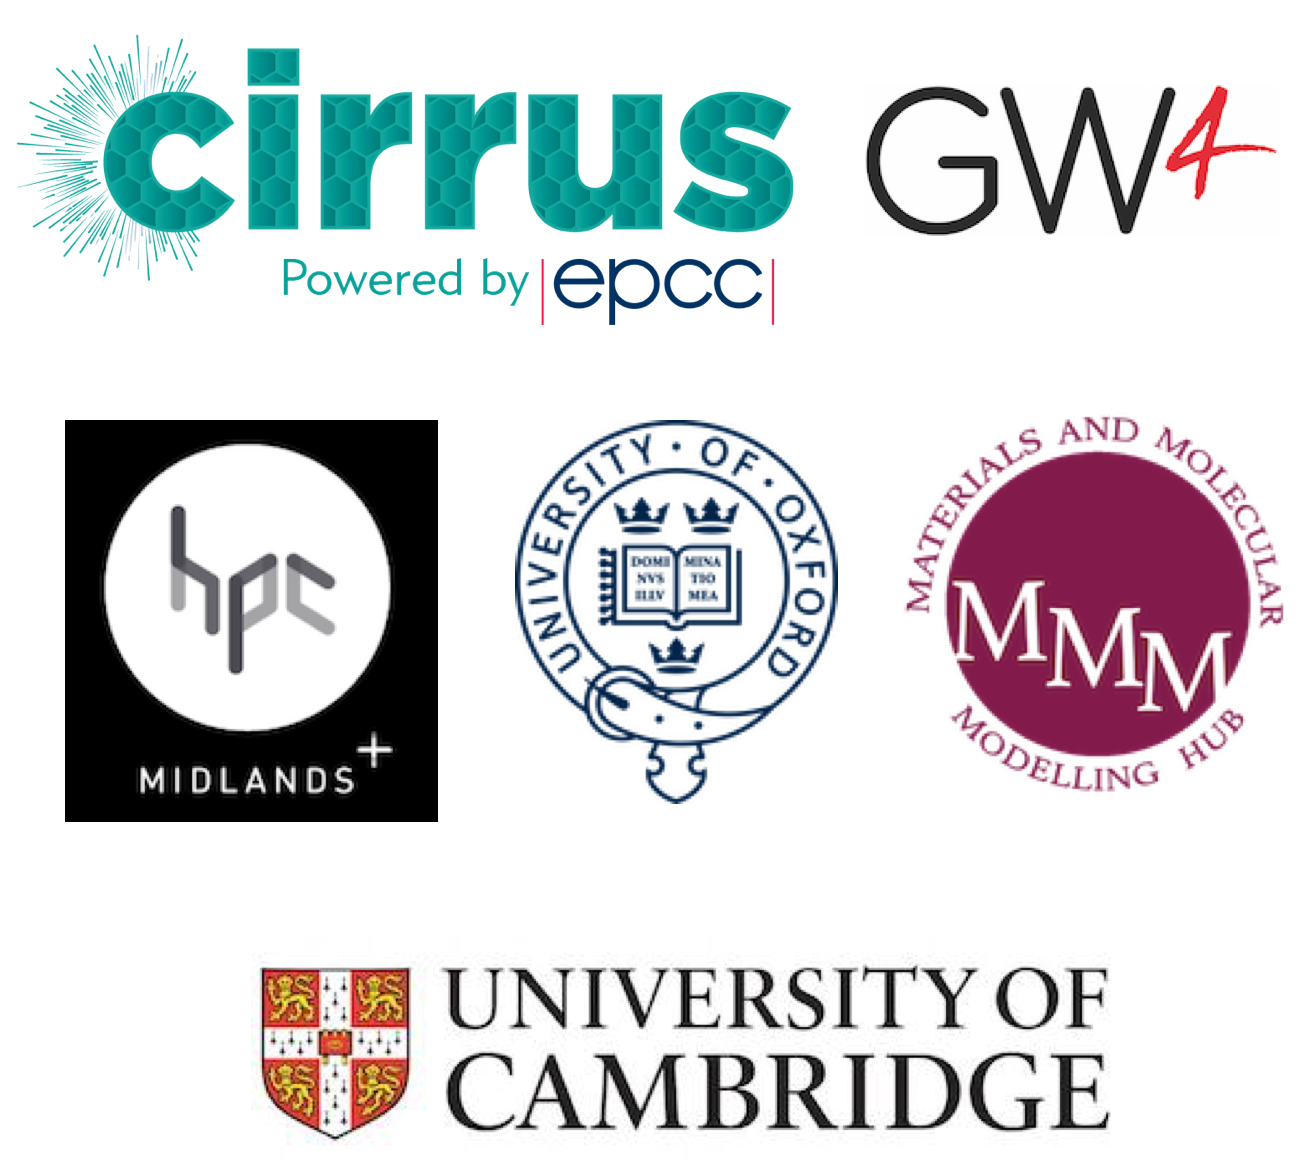 cirrus
Powered by |epcc|
GW4
hpc
MIDLANDS+
UNIVERSITY · OF · OXFORD
DOMI MINA
NVS TIO
ILLV MEA
MATERIALS AND MOLECULAR
MMM
MODELLING HUB
UNIVERSITY OF
CAMBRIDGE